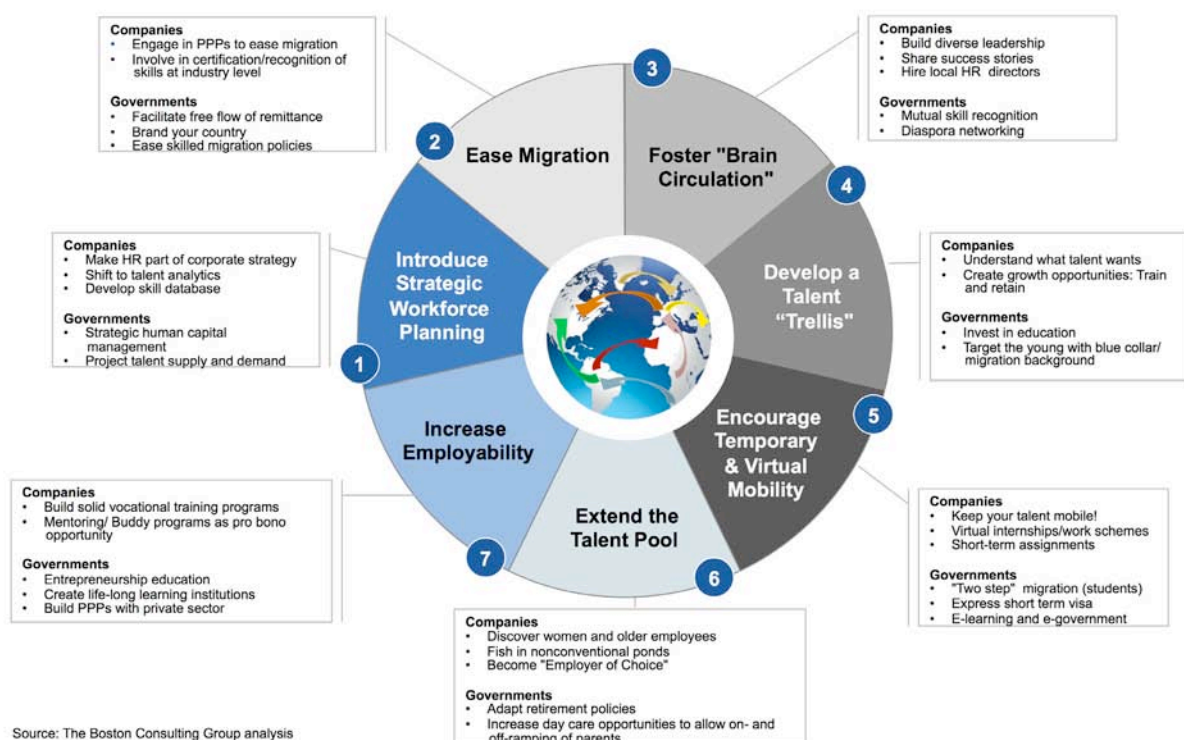 Companies
• Engage in PPPs to ease migration
• Involve in certification/recognition of
skills at industry level
Governments
• Facilitate free flow of remittance
• Brand your country
• Ease skilled migration policies
Companies
• Build diverse leadership
• Share success stories
• Hire local HR directors
Governments
• Mutual skill recognition
• Diaspora networking
3
2
Ease Migration
Foster "Brain
Circulation"
4
Companies
• Make HR part of corporate strategy
• Shift to talent analytics
• Develop skill database
Governments
• Strategic human capital
management
• Project talent supply and demand
Introduce
Strategic
Workforce
Planning
1
Develop a
Talent
“Trellis"
Companies
• Understand what talent wants
• Create growth opportunities: Train
and retain
Governments
• Invest in education
• Target the young with blue collar/
migration background
5
Encourage
Temporary
& Virtual
Mobility
Increase
Employability
Companies
• Build solid vocational training programs
• Mentoring/ Buddy programs as pro bono
opportunity
Governments
• Entrepreneurship education
• Create life-long learning institutions
• Build PPPs with private sector
7
Extend the
Talent Pool
6
Companies
• Keep your talent mobile!
• Virtual internships/work schemes
• Short-term assignments
Governments
• "Two step" migration (students)
• Express short term visa
• E-learning and e-government
Companies
• Discover women and older employees
• Fish in nonconventional ponds
• Become "Employer of Choice"
Governments
• Adapt retirement policies
• Increase day care opportunities to allow on- and
off-ramping of parents
Source: The Boston Consulting Group analysis